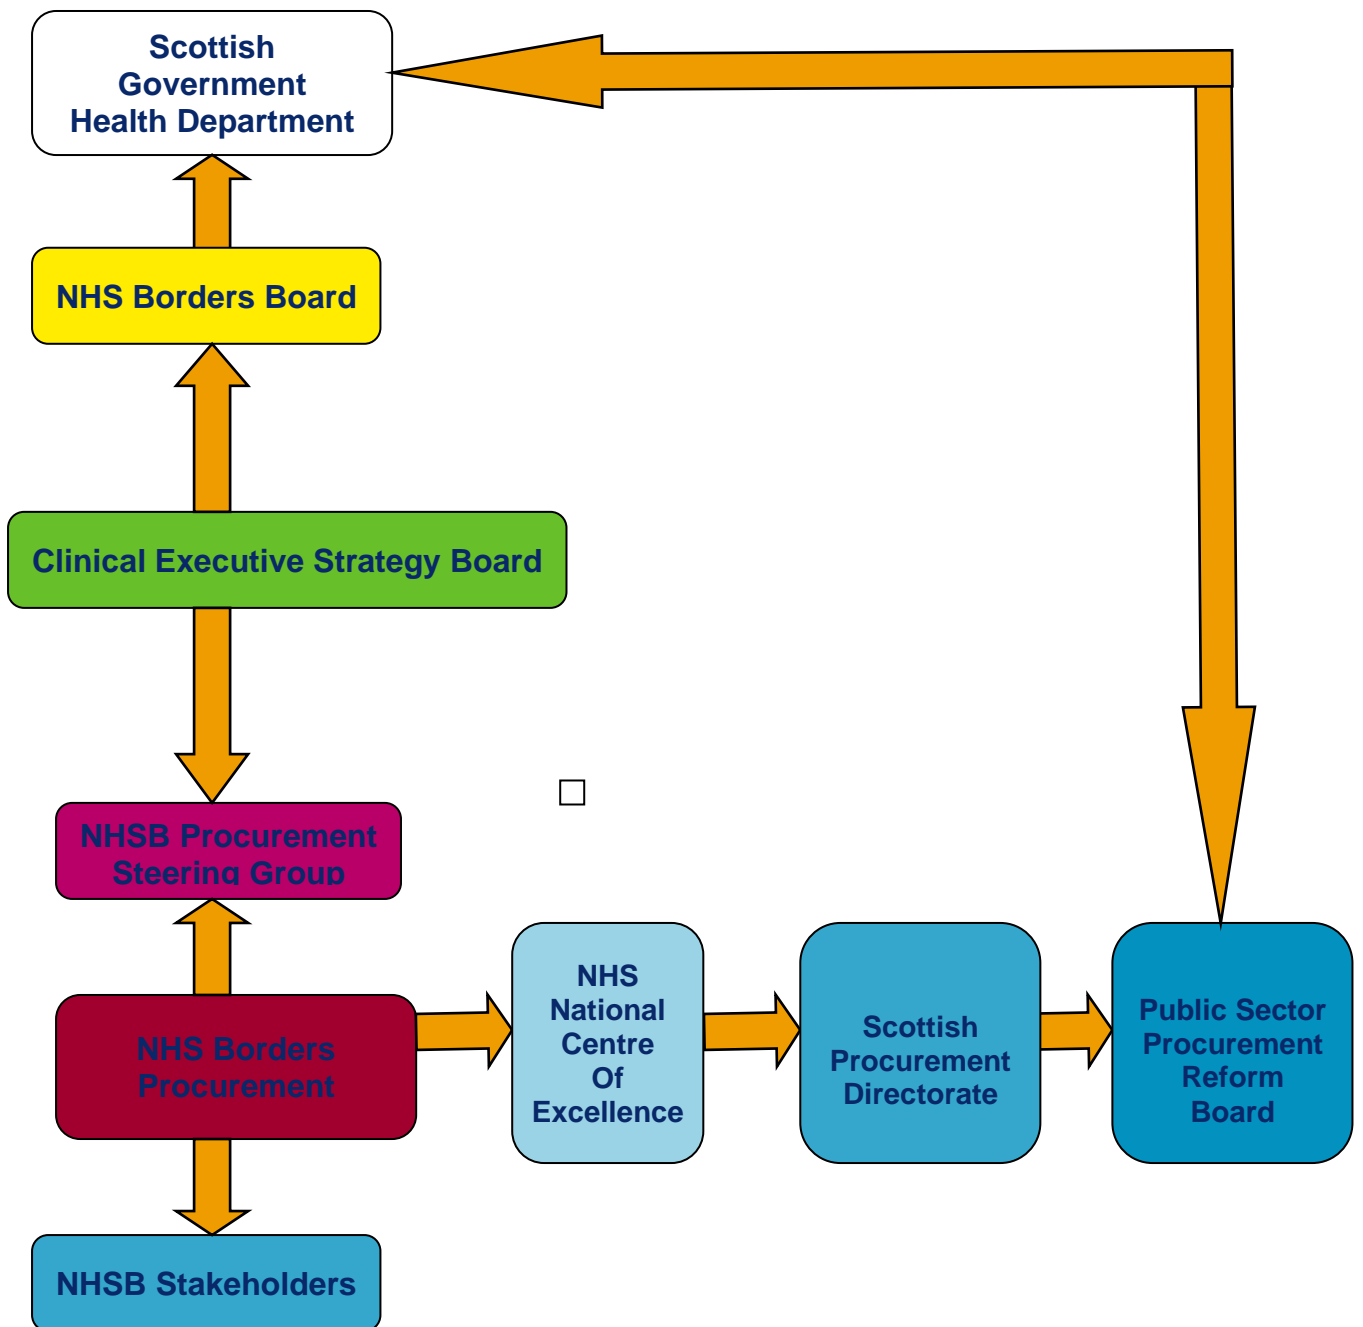 Scottish
Government
Health Department
NHS Borders Board
Clinical Executive Strategy Board
NHSB Procurement
Steering Group
NHS Borders
Procurement
NHS
National
Centre
Of
Excellence
Scottish
Procurement
Directorate
Public Sector
Procurement
Reform
Board
NHSB Stakeholders